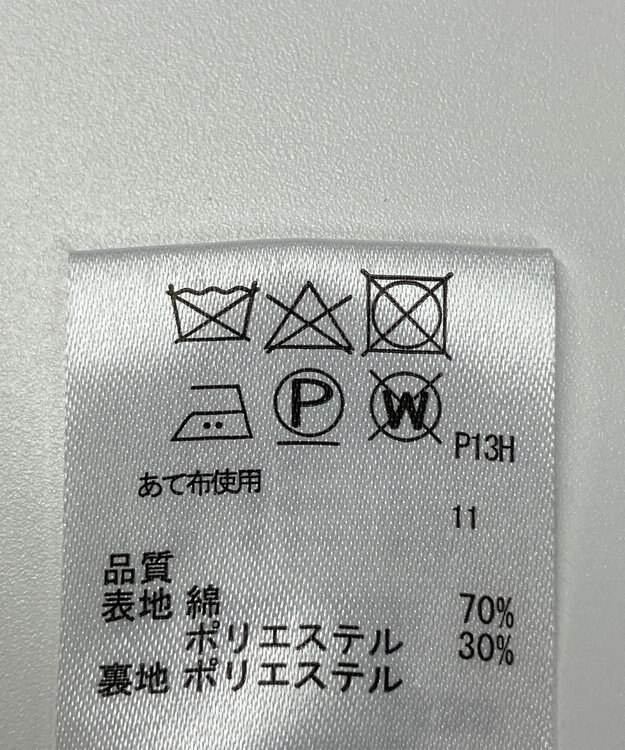 P W
P13H
あて布使用
11
品質
表地 綿 70%
ポリエステル 30%
裏地 ポリエステル